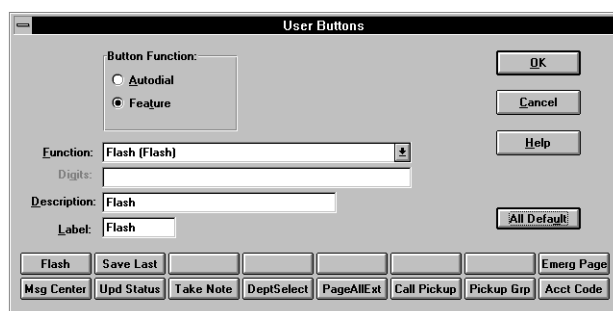 User Buttons
Button Function:
Autodial
Feature
OK
Cancel
Help
Function: Flash (Flash)
Digits:
Description: Flash
Label: Flash
All Default
Flash Save Last Emerg Page
Msg Center Upd Status Take Note DeptSelect PageAllExt Call Pickup Pickup Grp Acct Code